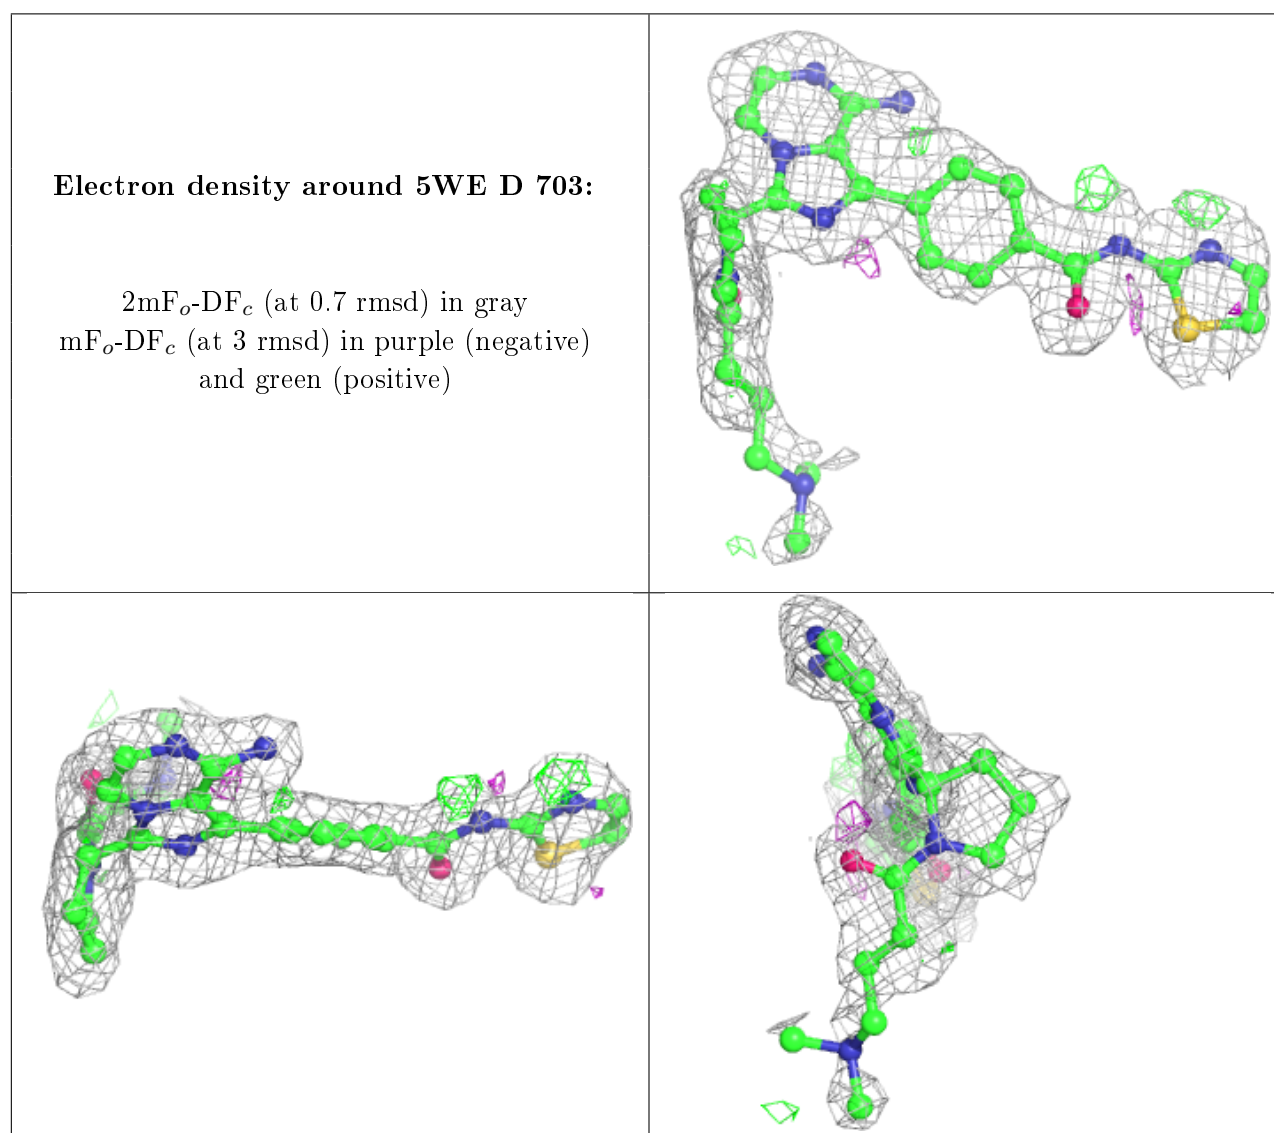 Electron density around 5WE D 703:
2mFₒ-DF𝒸 (at 0.7 rmsd) in gray
mFₒ-DF𝒸 (at 3 rmsd) in purple (negative)
and green (positive)